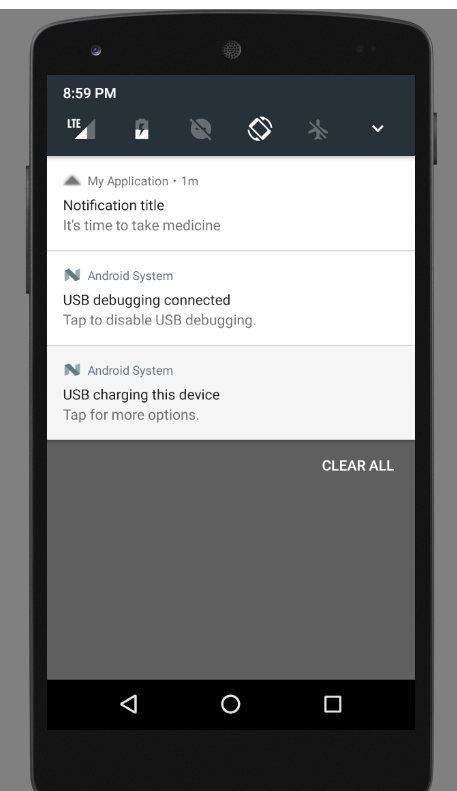 8:59 PM
LTE
My Application • 1m
Notification title
It's time to take medicine
Android System
USB debugging connected
Tap to disable USB debugging.
Android System
USB charging this device
Tap for more options.
CLEAR ALL